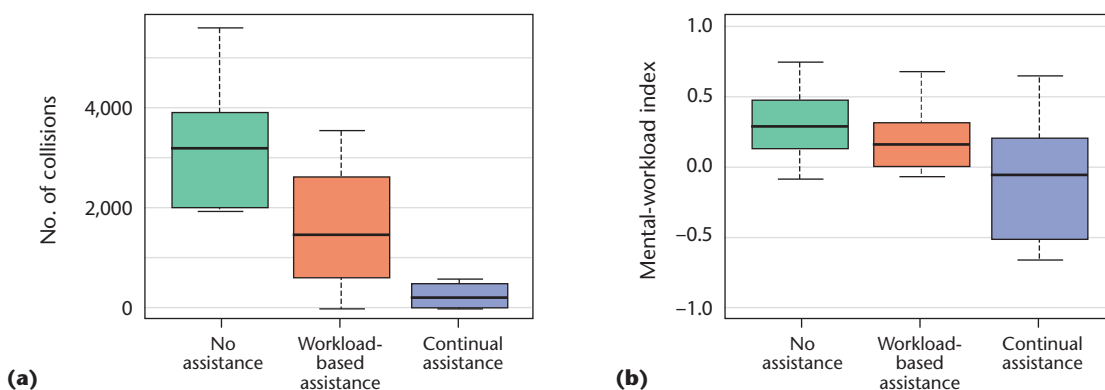 No. of collisions
4,000
2,000
0
No
assistance
Workload-
based
assistance
Continual
assistance
(a)
Mental-workload index
1.0
0.5
0.0
–0.5
–1.0
No
assistance
Workload-
based
assistance
Continual
assistance
(b)